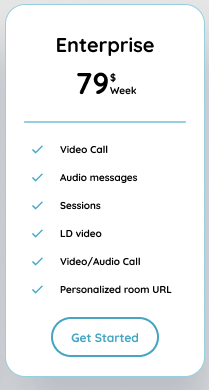 Enterprise
79$
Week
Video Call
Audio messages
Sessions
LD video
Video/Audio Call
Personalized room URL
Get Started